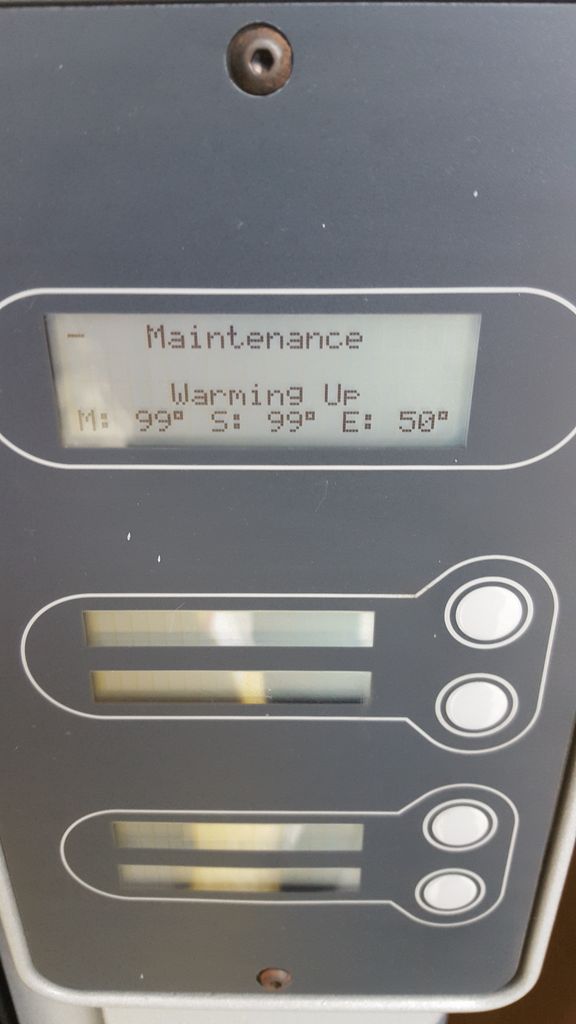 - Maintenance
Warming Up
M: 99° S: 99° E: 50°